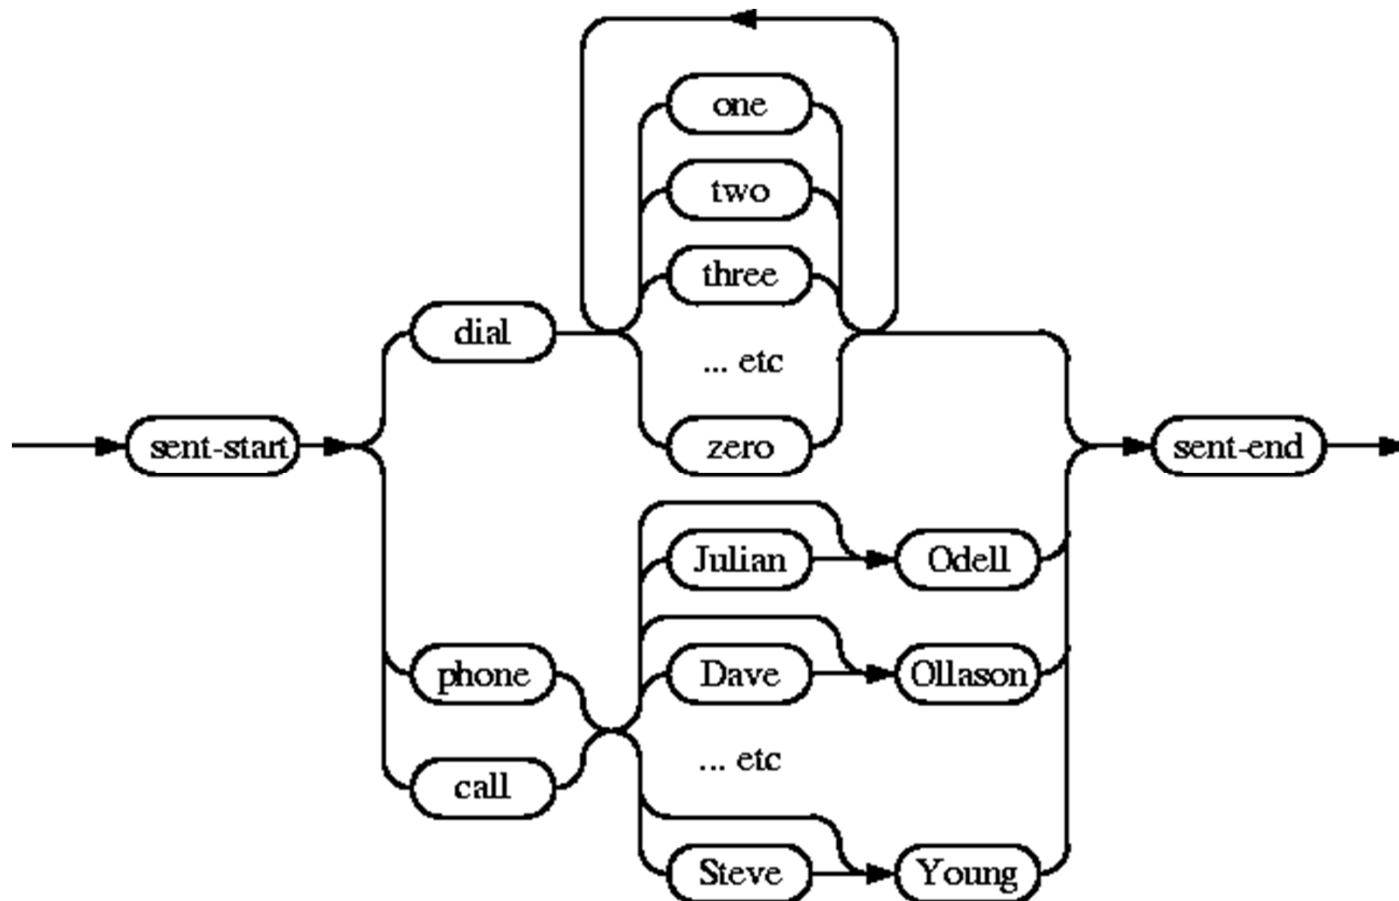 one
two
three
dial
... etc
sent-start
zero
sent-end
Julian
Odell
phone
Dave
Ollason
... etc
call
Steve
Young